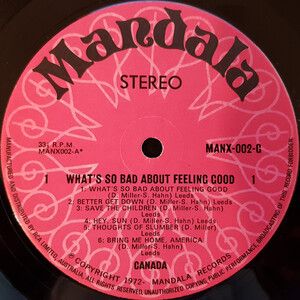 Mandala
STEREO
33⅓ R.P.M.
MANX002-A*
MANX-002-C
1 WHAT'S SO BAD ABOUT FEELING GOOD 1
1: WHAT'S SO BAD ABOUT FEELING GOOD
(D. Miller-S. Hahn) Leeds
2: BETTER GET DOWN (D. Miller-S. Hahn) Leeds
3: SAVE THE CHILDREN (D. Miller-S. Hahn)
Leeds
4: HEY, SUN (D. Miller-S. Hahn) Leeds
5: THOUGHTS OF SLUMBER (D. Miller)
Leeds
6: BRING ME HOME, AMERICA
(D. Miller-S. Hahn) Leeds
CANADA
© COPYRIGHT 1972- MANDALA RECORDS
MANUFACTURED AND DISTRIBUTED BY RCA LIMITED, AUSTRALIA. ALL RIGHTS RESERVED. UNAUTHORIZED COPYING, PUBLIC PERFORMANCE, BROADCASTING OF THIS RECORD FORBIDDEN